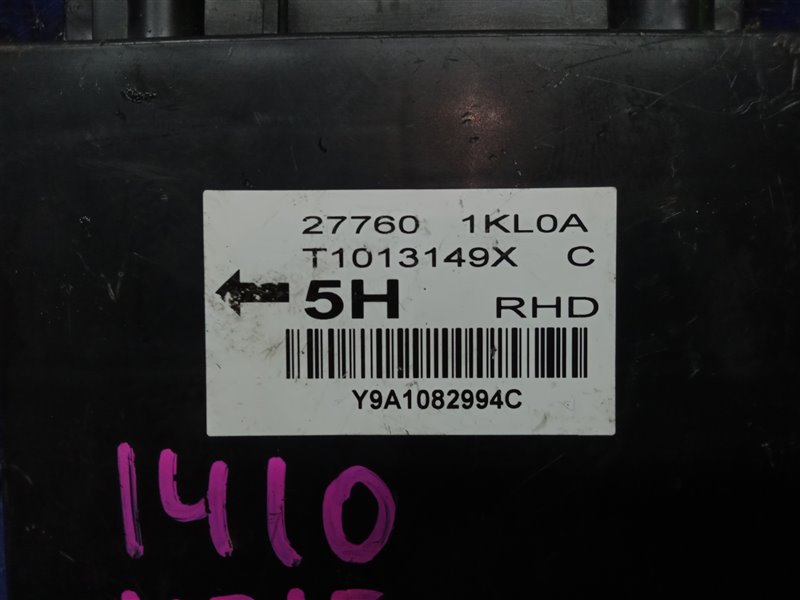 27760 1KL0A
T1013149X C
5H RHD
Y9A1082994C
1410